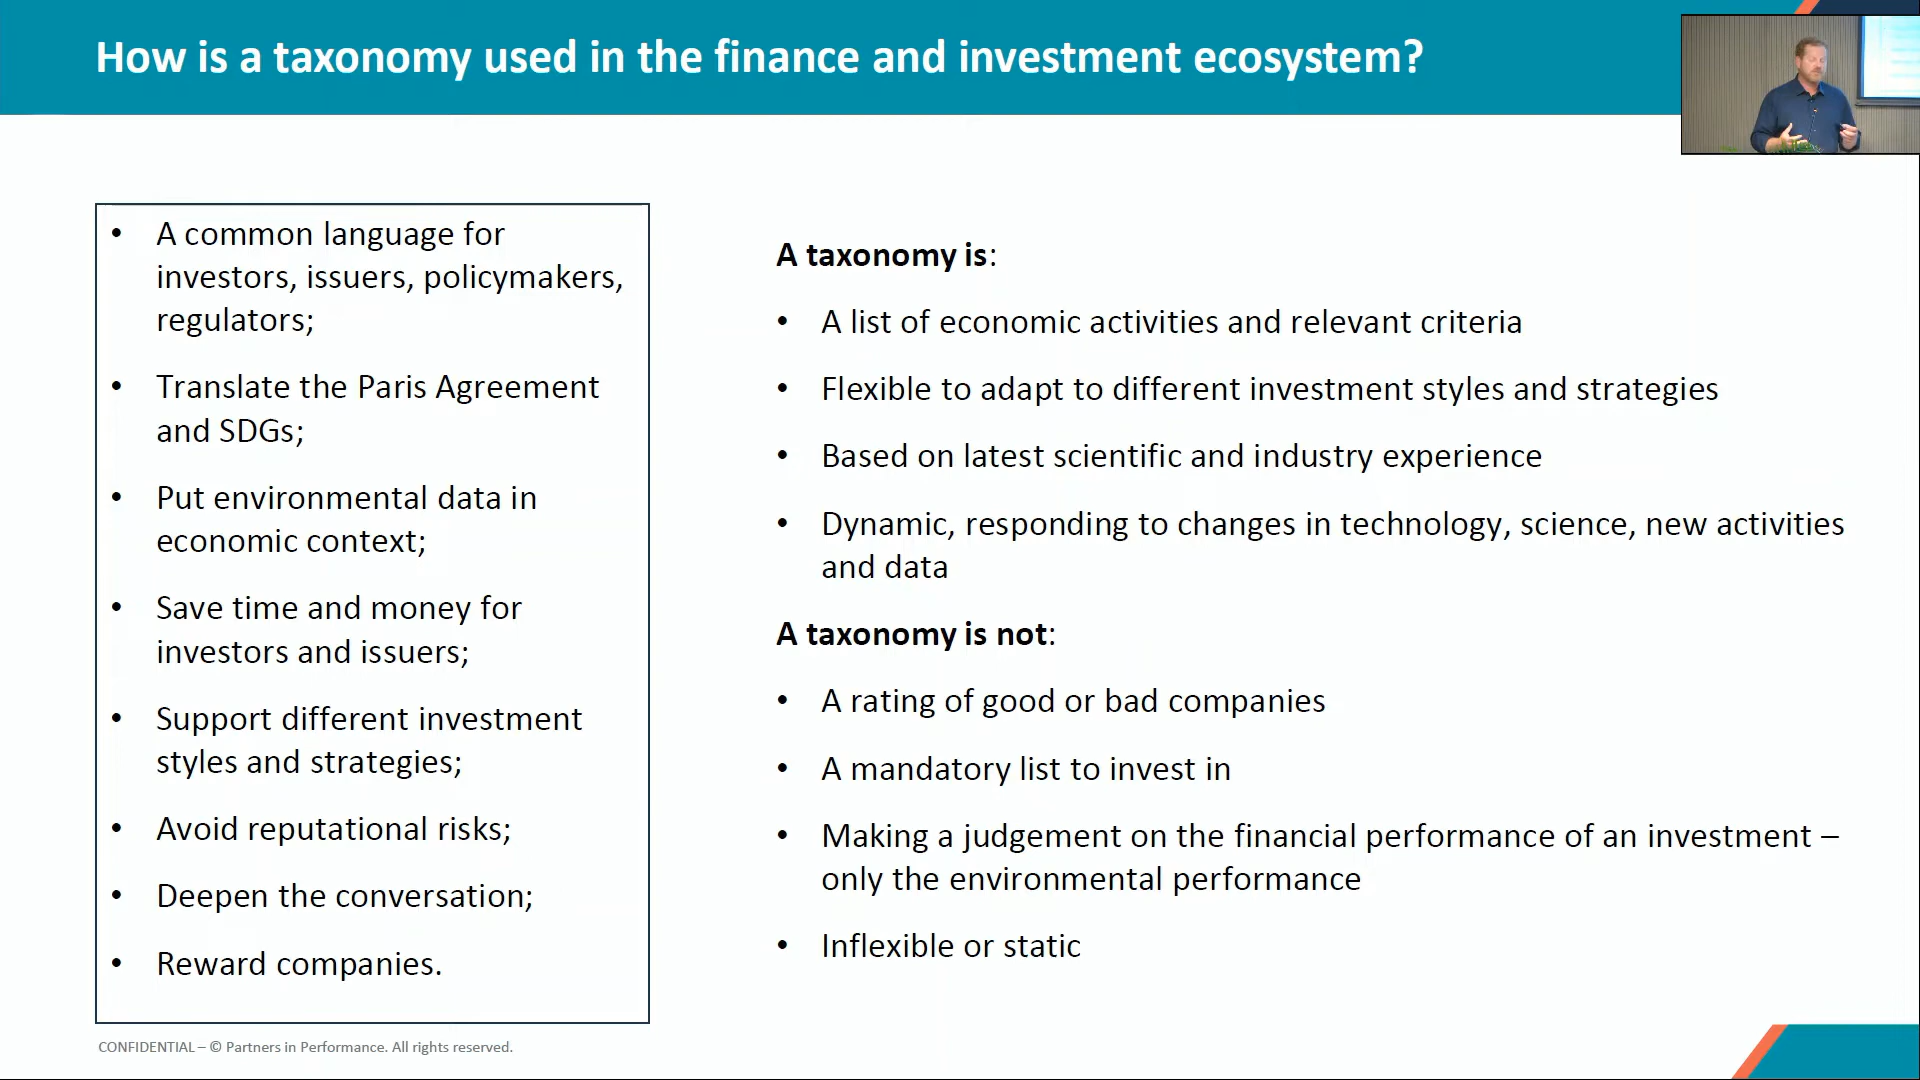 How is a taxonomy used in the finance and investment ecosystem?
• A common language for
investors, issuers, policymakers,
regulators;
• Translate the Paris Agreement
and SDGs;
• Put environmental data in
economic context;
• Save time and money for
investors and issuers;
• Support different investment
styles and strategies;
• Avoid reputational risks;
• Deepen the conversation;
• Reward companies.
A taxonomy is:
• A list of economic activities and relevant criteria
• Flexible to adapt to different investment styles and strategies
• Based on latest scientific and industry experience
• Dynamic, responding to changes in technology, science, new activities
and data
A taxonomy is not:
• A rating of good or bad companies
• A mandatory list to invest in
• Making a judgement on the financial performance of an investment –
only the environmental performance
• Inflexible or static
CONFIDENTIAL – © Partners in Performance. All rights reserved.